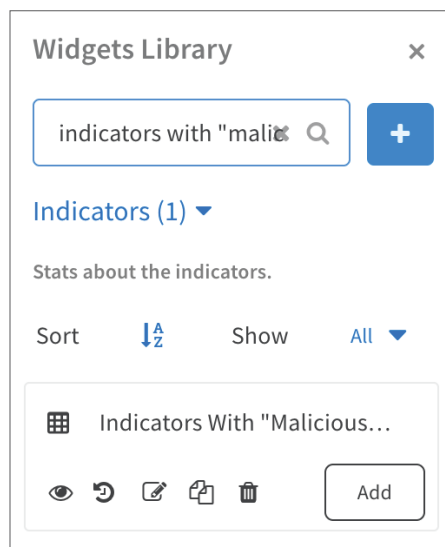 Widgets Library
indicators with "malic
Indicators (1)
Stats about the indicators.
Sort
Show
All
Indicators With "Malicious...
Add